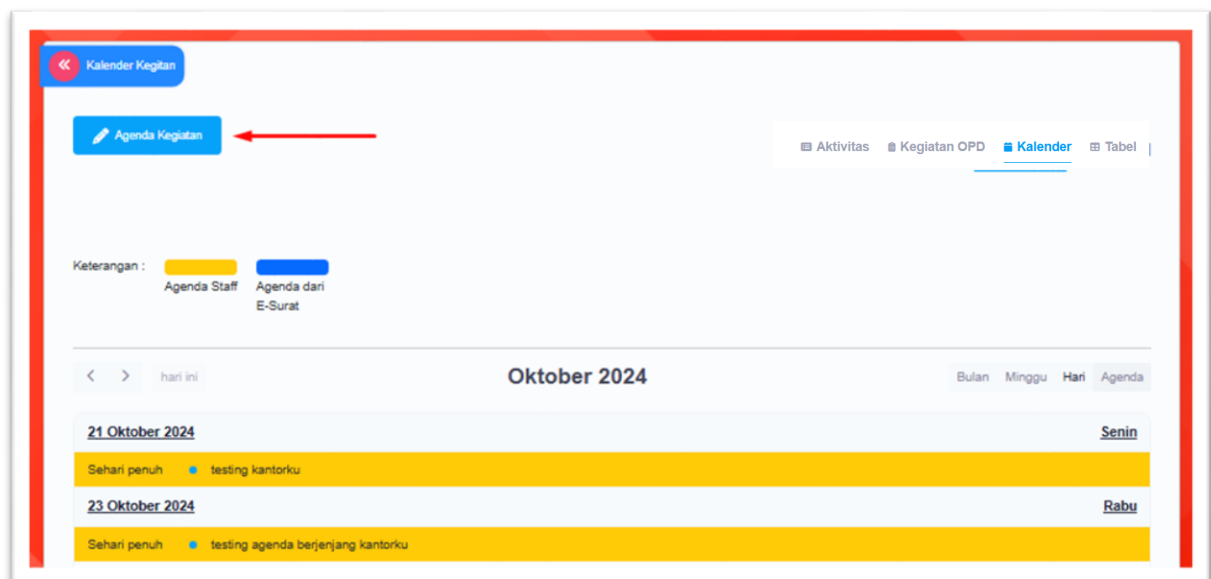 Kalender Kegitan
Agenda Kegiatan
Aktivitas Kegiatan OPD Kalender Tabel
Keterangan :
Agenda Staff
Agenda dari
E-Surat
hari ini
Oktober 2024
Bulan Minggu Hari Agenda
21 Oktober 2024 Senin
Sehari penuh testing kantorku
23 Oktober 2024 Rabu
Sehari penuh testing agenda berjenjang kantorku